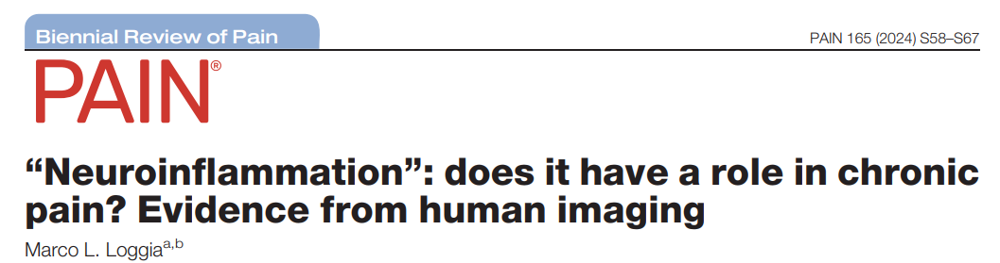 Biennial Review of Pain
PAIN 165 (2024) S58–S67
PAIN®
“Neuroinflammation”: does it have a role in chronic
pain? Evidence from human imaging
Marco L. Loggiaa,b